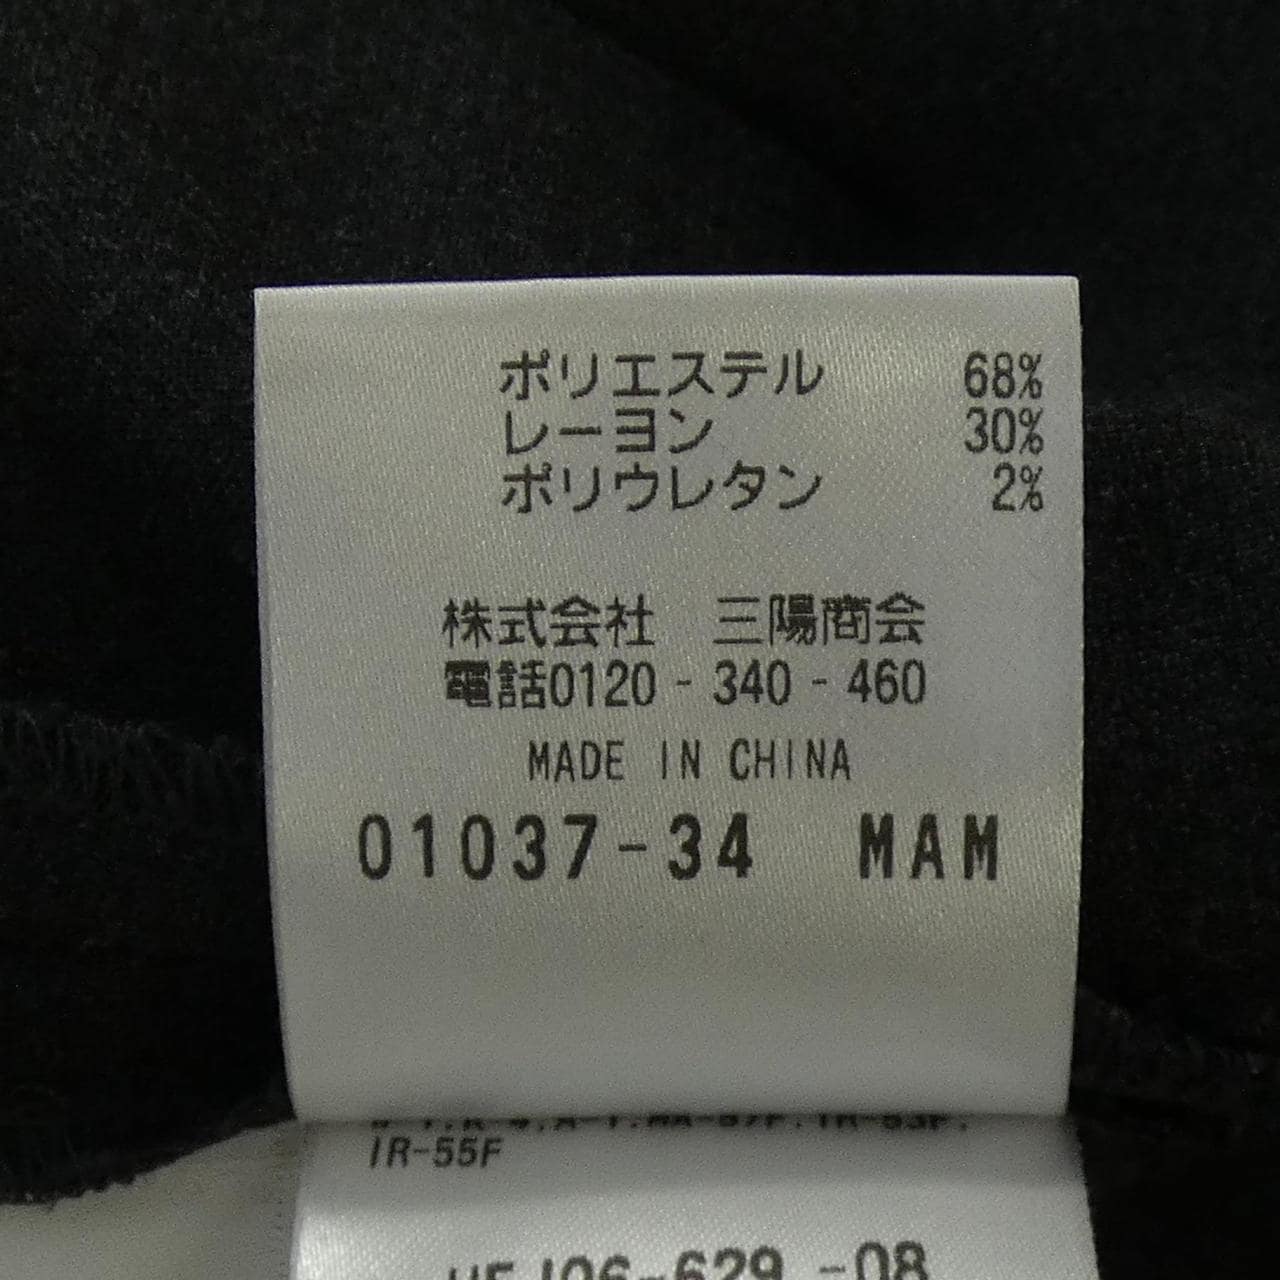 ポリエステル 68%
レーヨン 30%
ポリウレタン 2%
株式会社 三陽商会
電話0120-340-460
MADE IN CHINA
01037-34 MAM
IR-55F
-629 -08